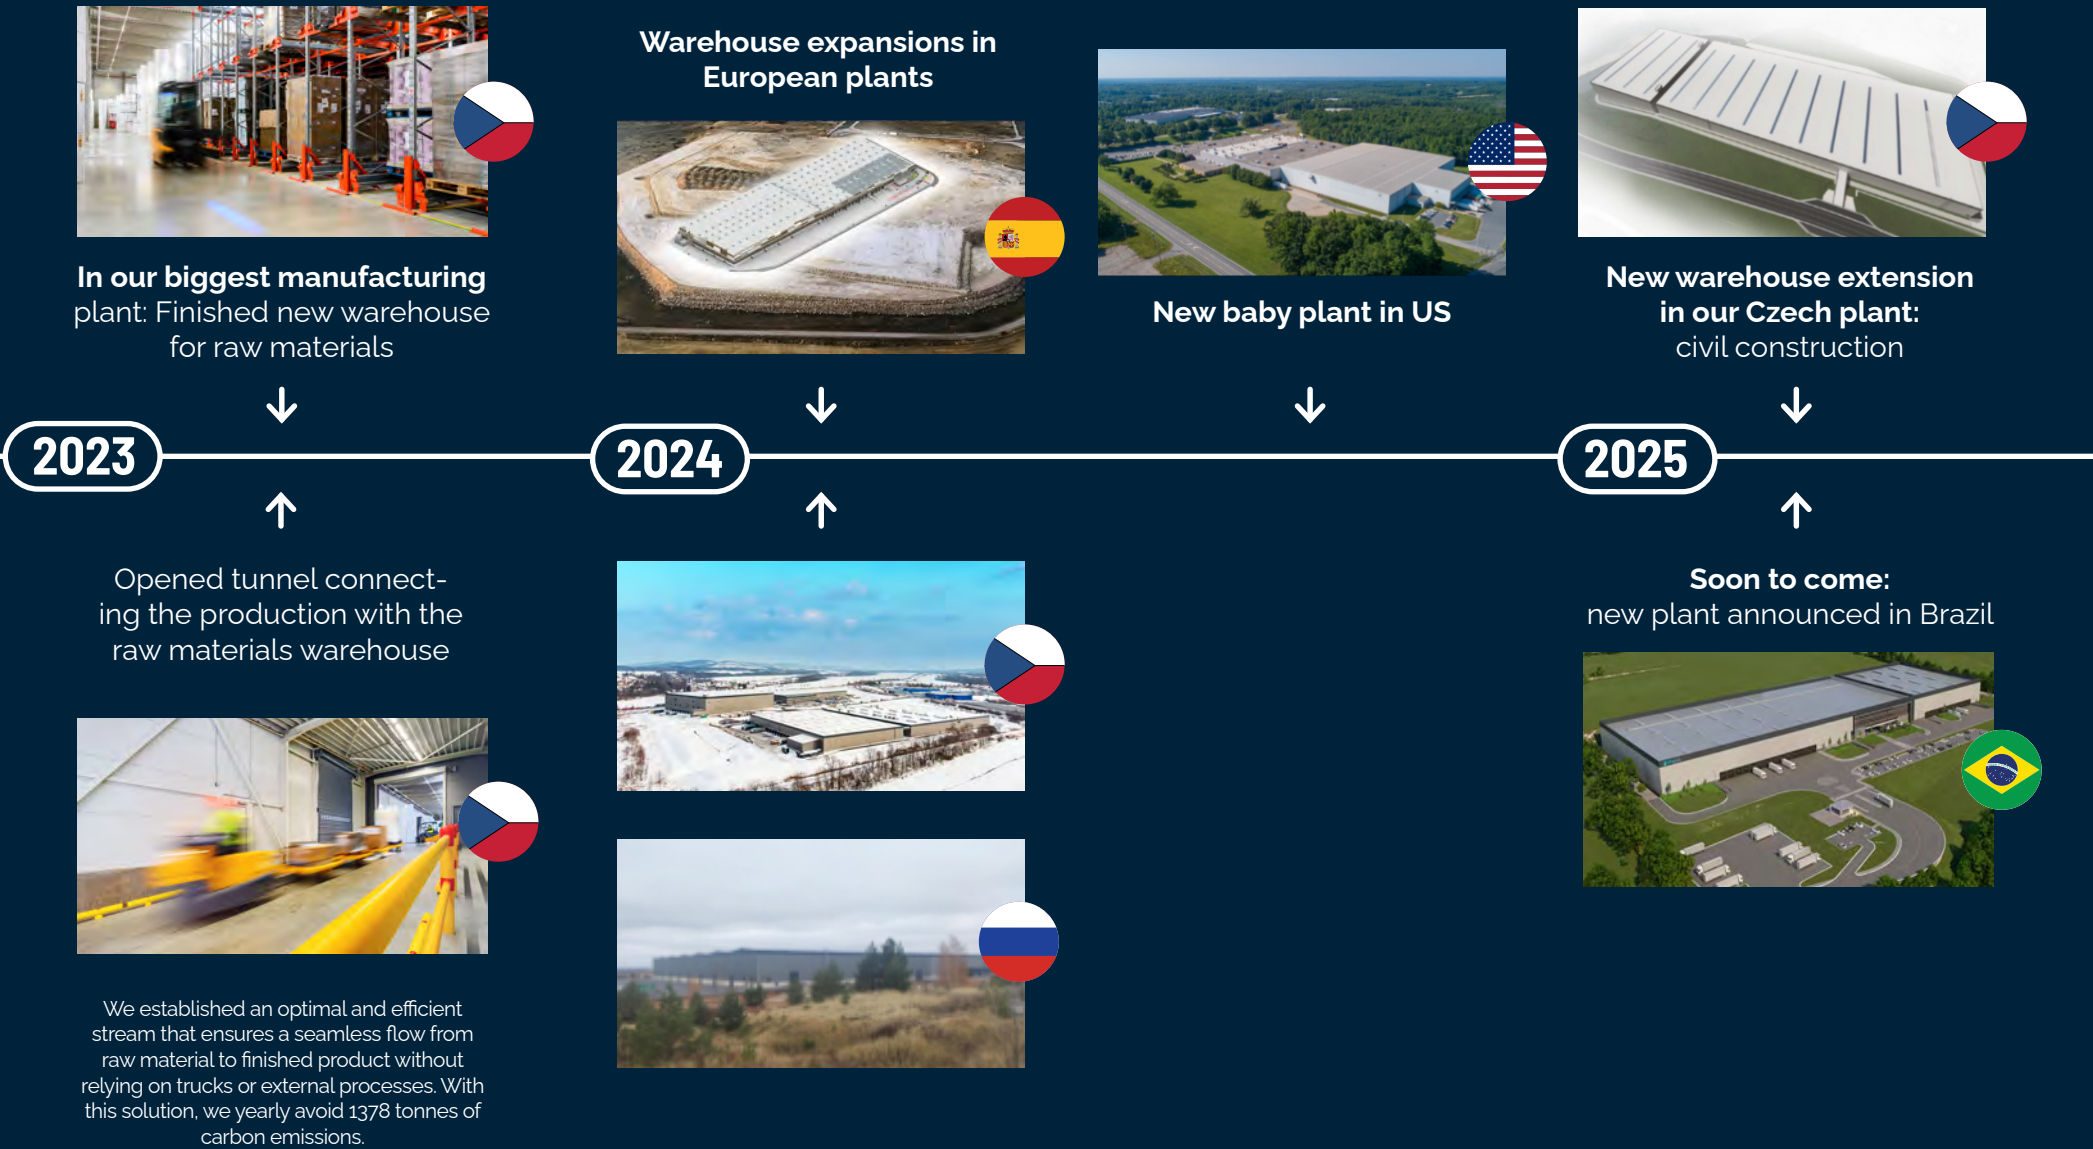 In our biggest manufacturing
plant: Finished new warehouse
for raw materials
Warehouse expansions in
European plants
New baby plant in US
New warehouse extension
in our Czech plant:
civil construction
2023
2024
2025
Opened tunnel connect-
ing the production with the
raw materials warehouse
We established an optimal and efficient
stream that ensures a seamless flow from
raw material to finished product without
relying on trucks or external processes. With
this solution, we yearly avoid 1378 tonnes of
carbon emissions.
Soon to come:
new plant announced in Brazil